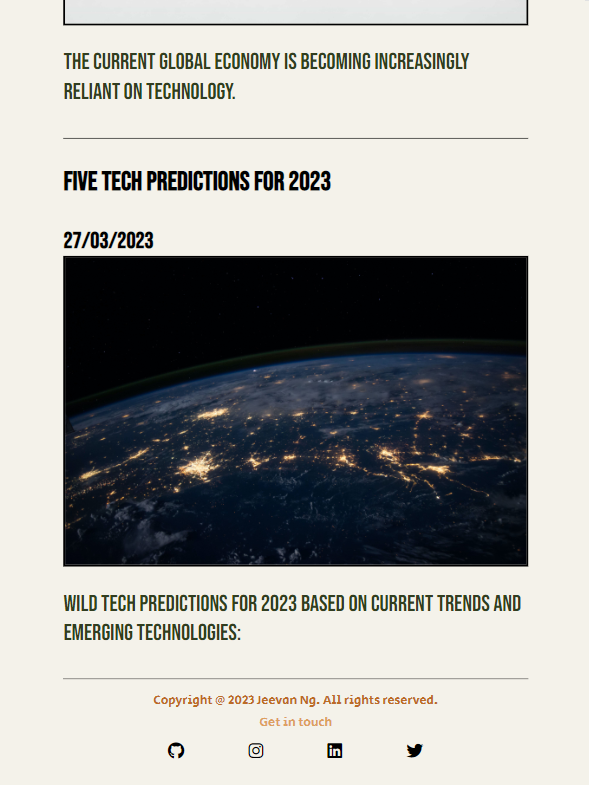 THE CURRENT GLOBAL ECONOMY IS BECOMING INCREASINGLY
RELIANT ON TECHNOLOGY.
FIVE TECH PREDICTIONS FOR 2023
27/03/2023
WILD TECH PREDICTIONS FOR 2023 BASED ON CURRENT TRENDS AND
EMERGING TECHNOLOGIES:
Copyright @ 2023 Jeevan Ng. All rights reserved.
Get in touch